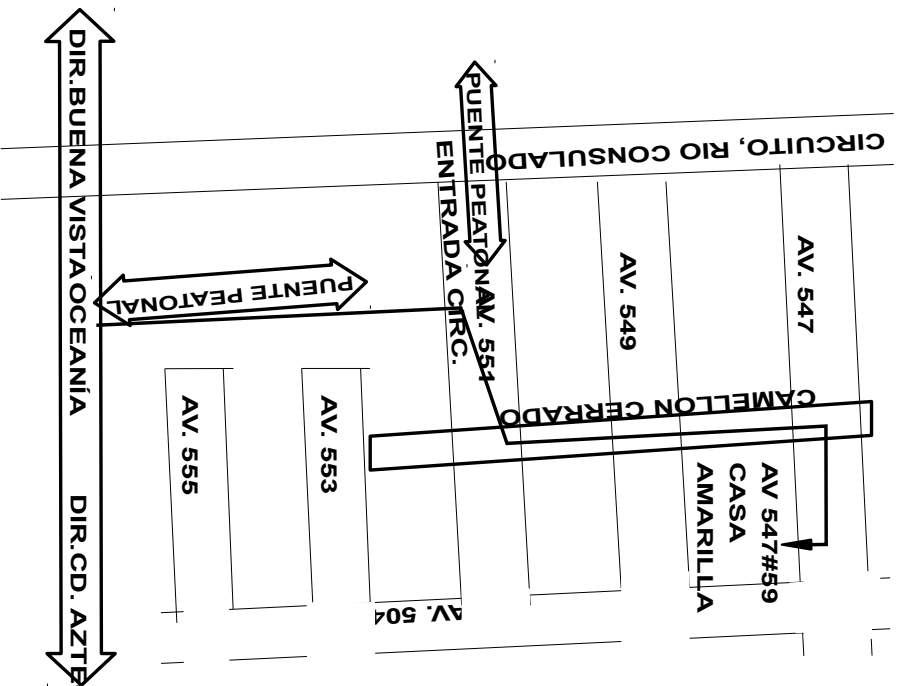 DIR.BUENA VISTA
OCEANÍA
DIR.CD. AZTE
PUENTE PEATONAL
PUENTE PEATONAL
ENTRADA CIRC.
CIRCUITO, RIO CONSULADO
AV. 551
AV. 549
AV. 547
AV. 555
AV. 553
CAMELLON CERRADO
AV 547#59
CASA
AMARILLA
AV. 504